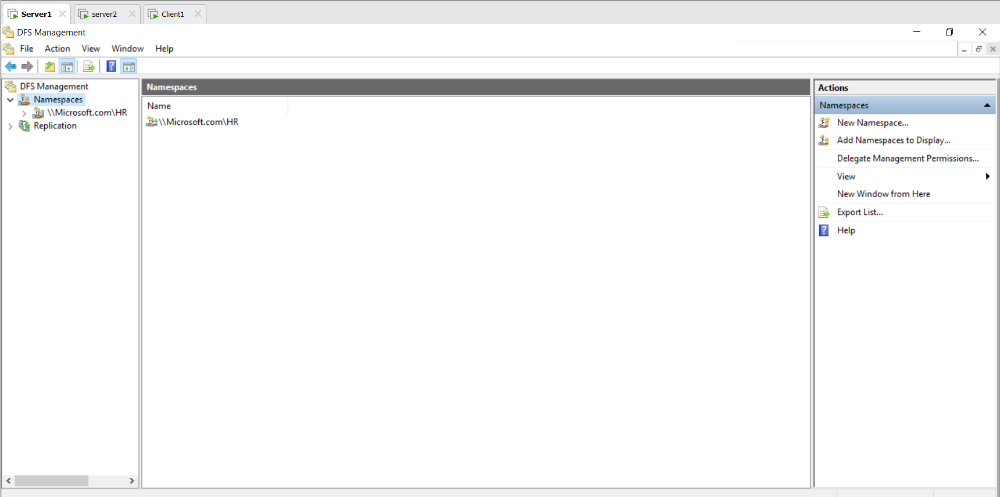 Server1
server2
Client1
DFS Management
File Action View Window Help
DFS Management
Namespaces
\\Microsoft.com\HR
Replication
Namespaces
Name
\\Microsoft.com\HR
Actions
Namespaces
New Namespace...
Add Namespaces to Display...
Delegate Management Permissions...
View
New Window from Here
Export List...
Help